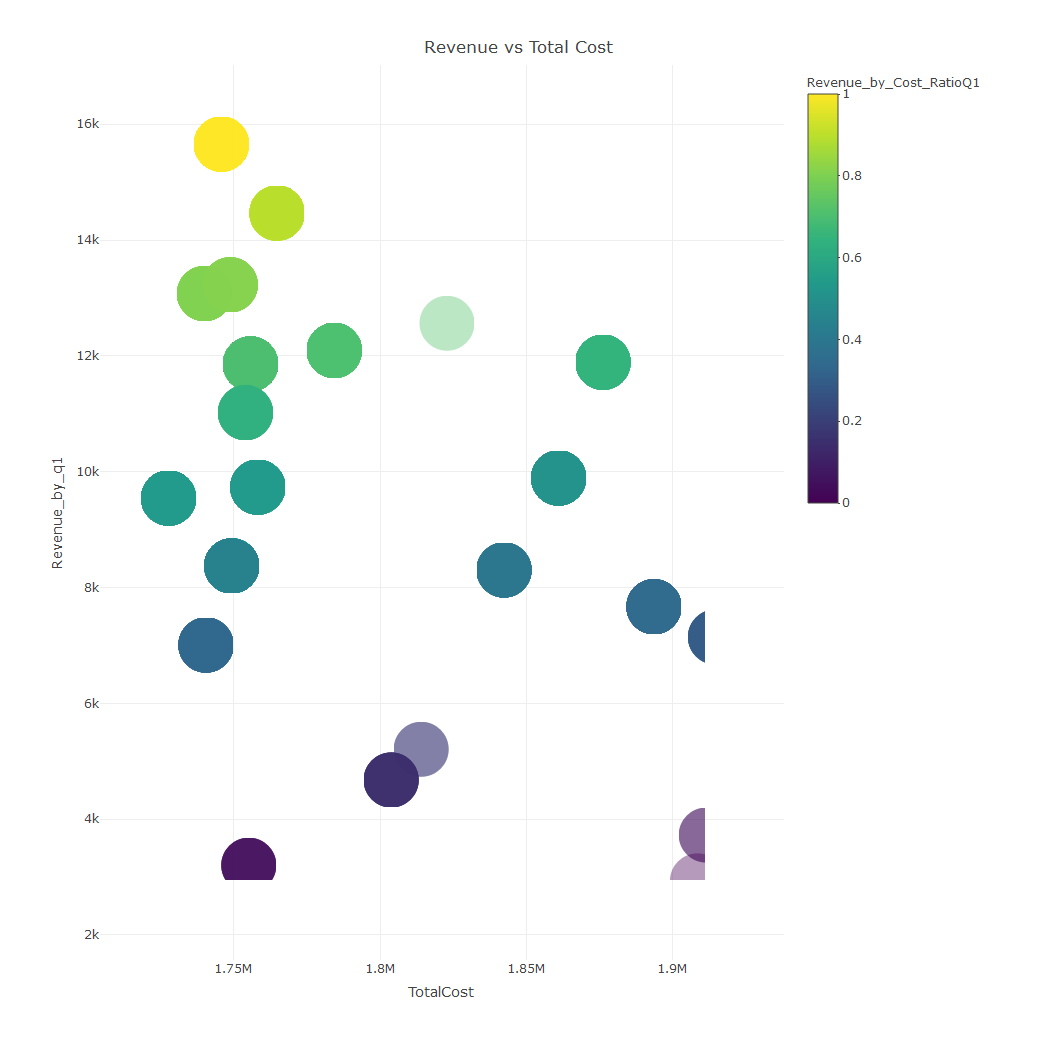 Revenue vs Total Cost
Revenue_by_Cost_RatioQ1
1
0.8
0.6
0.4
0.2
0
Revenue_by_q1
16k
14k
12k
10k
8k
6k
4k
2k
1.75M
1.8M
1.85M
1.9M
TotalCost